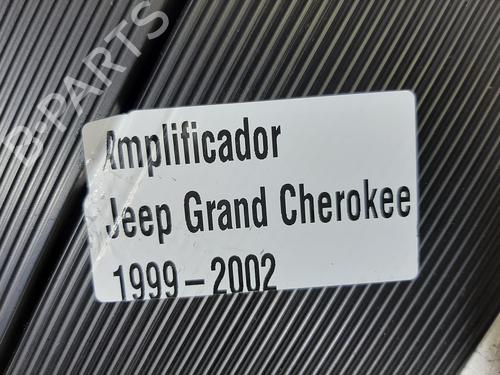 B-PARTS
Amplificador
Jeep Grand Cherokee
1999-2002